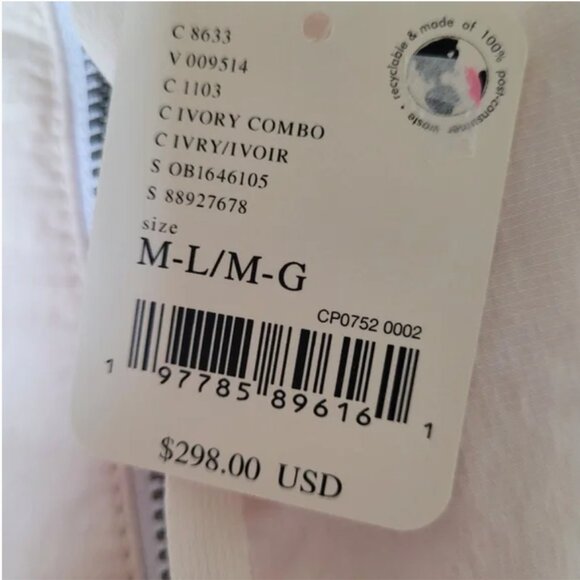 C 8633
V 009514
C 1103
C IVORY COMBO
C IVRY/IVOIR
S OB1646105
S 88927678
size
M-L/M-G
CP0752 0002
1 97785 89616 1
$298.00 USD
recyclable & made of 100% post-consumer waste •